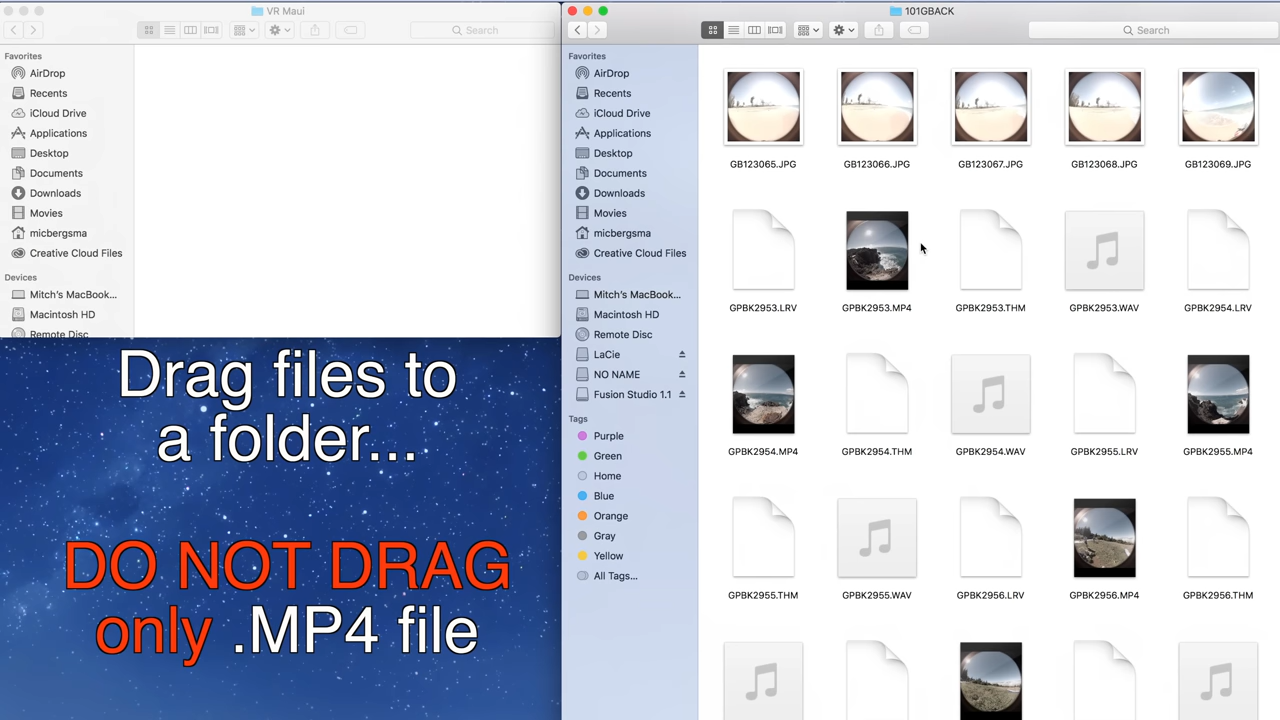 VR Maui
Search
Favorites
AirDrop
Recents
iCloud Drive
Applications
Desktop
Documents
Downloads
Movies
micbergsma
Creative Cloud Files
Devices
Mitch's MacBook...
Macintosh HD
Remote Disc
Drag files to
a folder...
DO NOT DRAG
only .MP4 file
101GBACK
Search
Favorites
AirDrop
Recents
iCloud Drive
Applications
Desktop
Documents
Downloads
Movies
micbergsma
Creative Cloud Files
Devices
Mitch's MacBook...
Macintosh HD
Remote Disc
LaCie
NO NAME
Fusion Studio 1.1
Tags
Purple
Green
Home
Blue
Orange
Gray
Yellow
All Tags...
GB123065.JPG GB123066.JPG GB123067.JPG GB123068.JPG GB123069.JPG
GPBK2953.LRV GPBK2953.MP4 GPBK2953.THM GPBK2953.WAV GPBK2954.LRV
GPBK2954.MP4 GPBK2954.THM GPBK2954.WAV GPBK2955.LRV GPBK2955.MP4
GPBK2955.THM GPBK2955.WAV GPBK2956.LRV GPBK2956.MP4 GPBK2956.THM